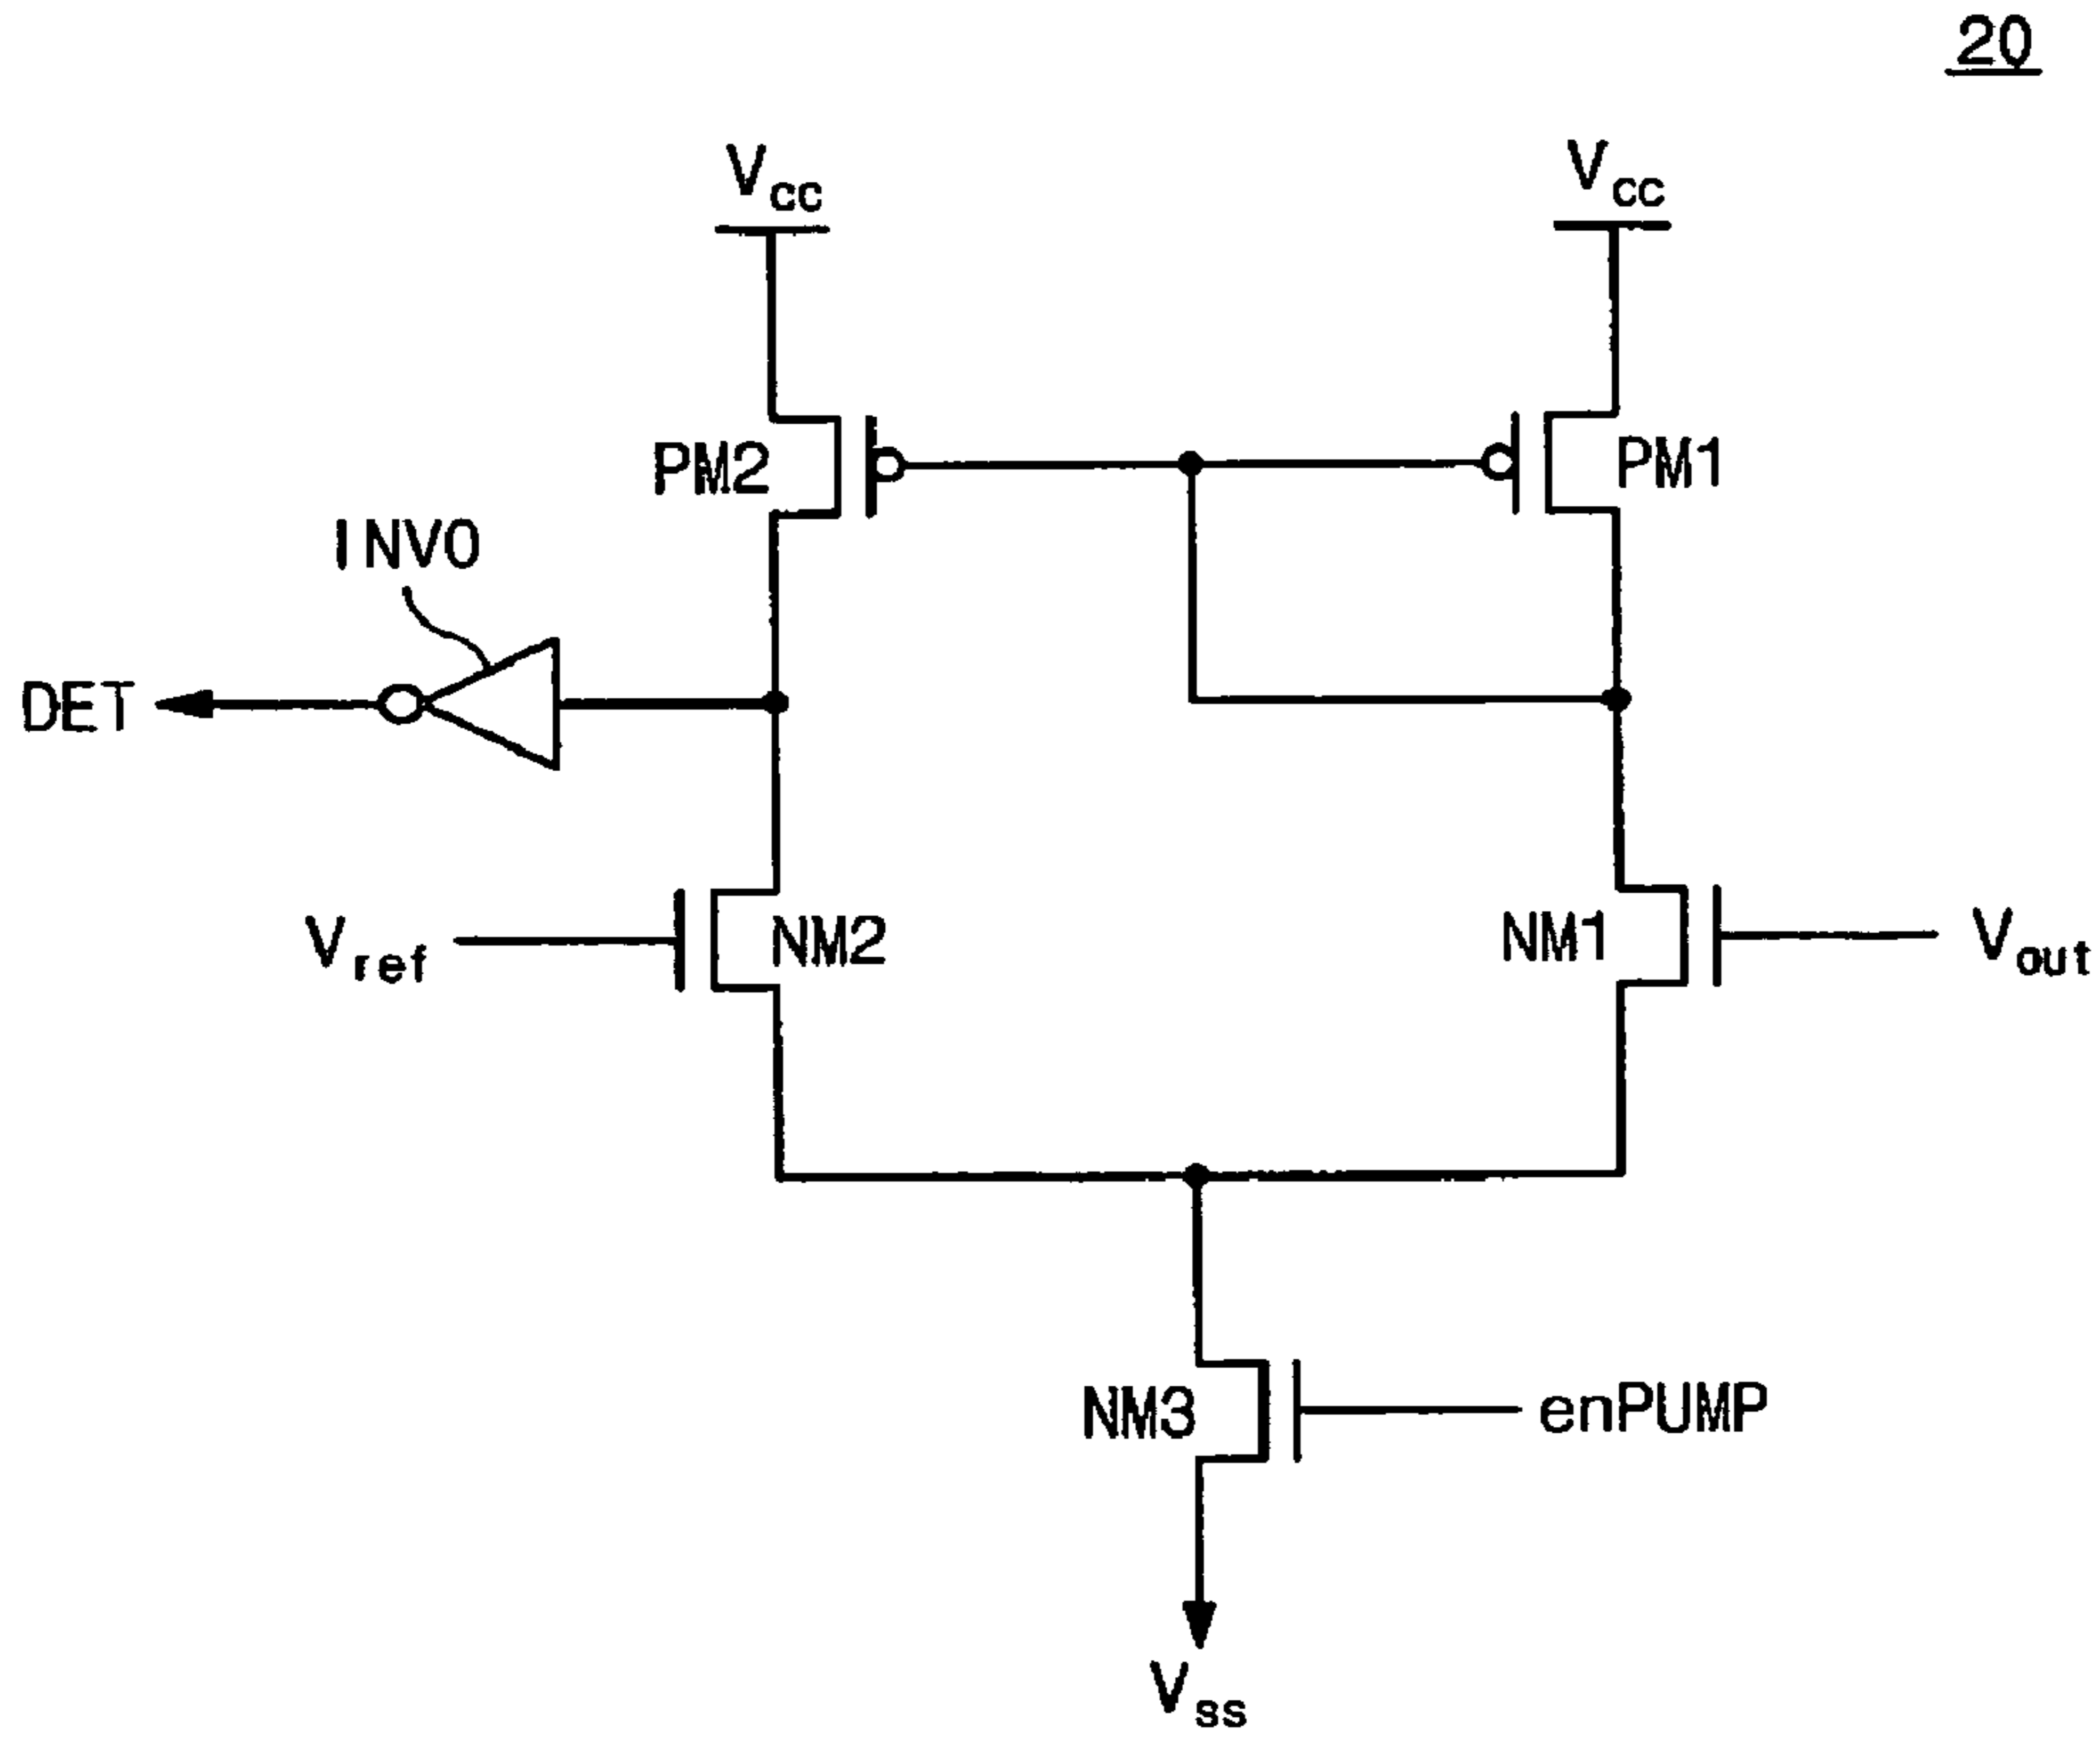 20
Vcc
Vcc
PM2
PM1
INV0
DET
Vref
NM2
NM1
Vout
NM3
enPUMP
Vss